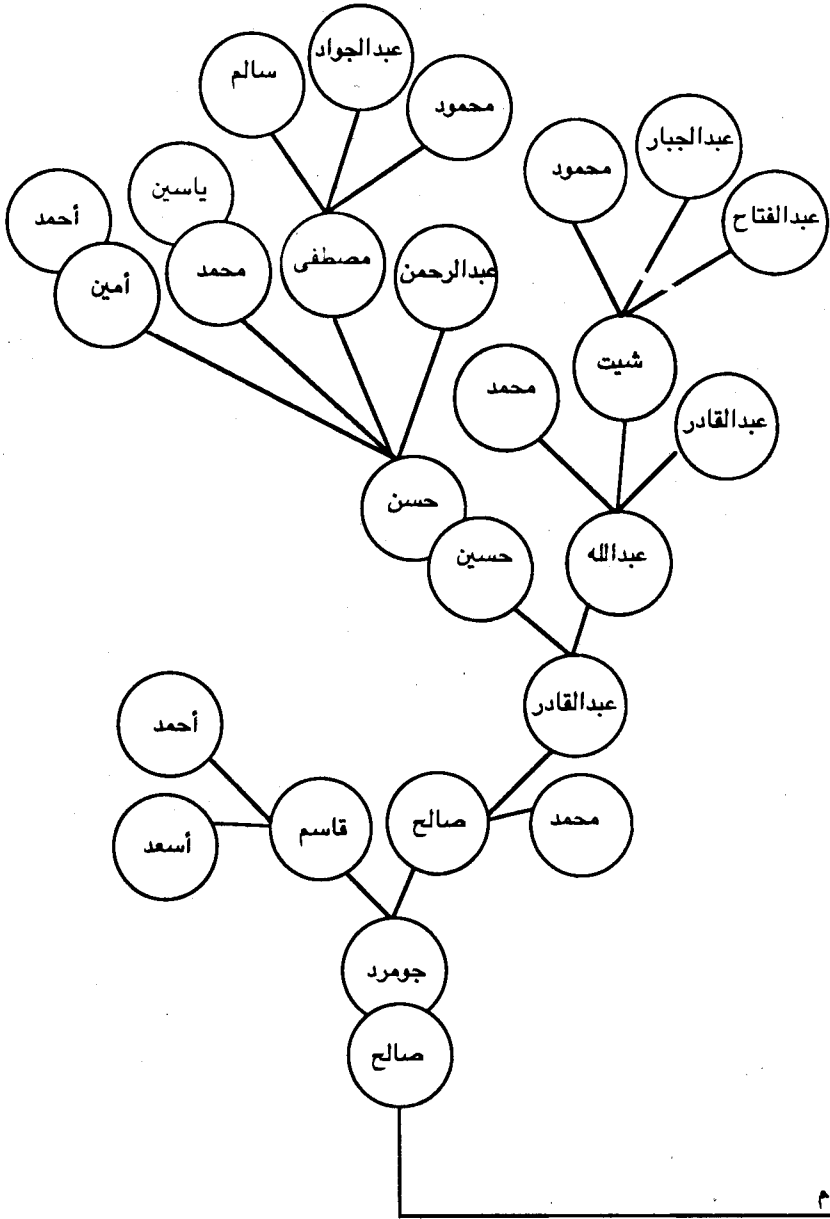 عبدالجواد
سالم
محمود
عبدالجبار
محمود
عبدالفتاح
ياسين
أحمد
محمد
مصطفى
عبدالرحمن
أمين
شيت
محمد
عبدالقادر
حسن
حسين
عبدالله
عبدالقادر
أحمد
محمد
صالح
قاسم
أسعد
جومرد
صالح
م